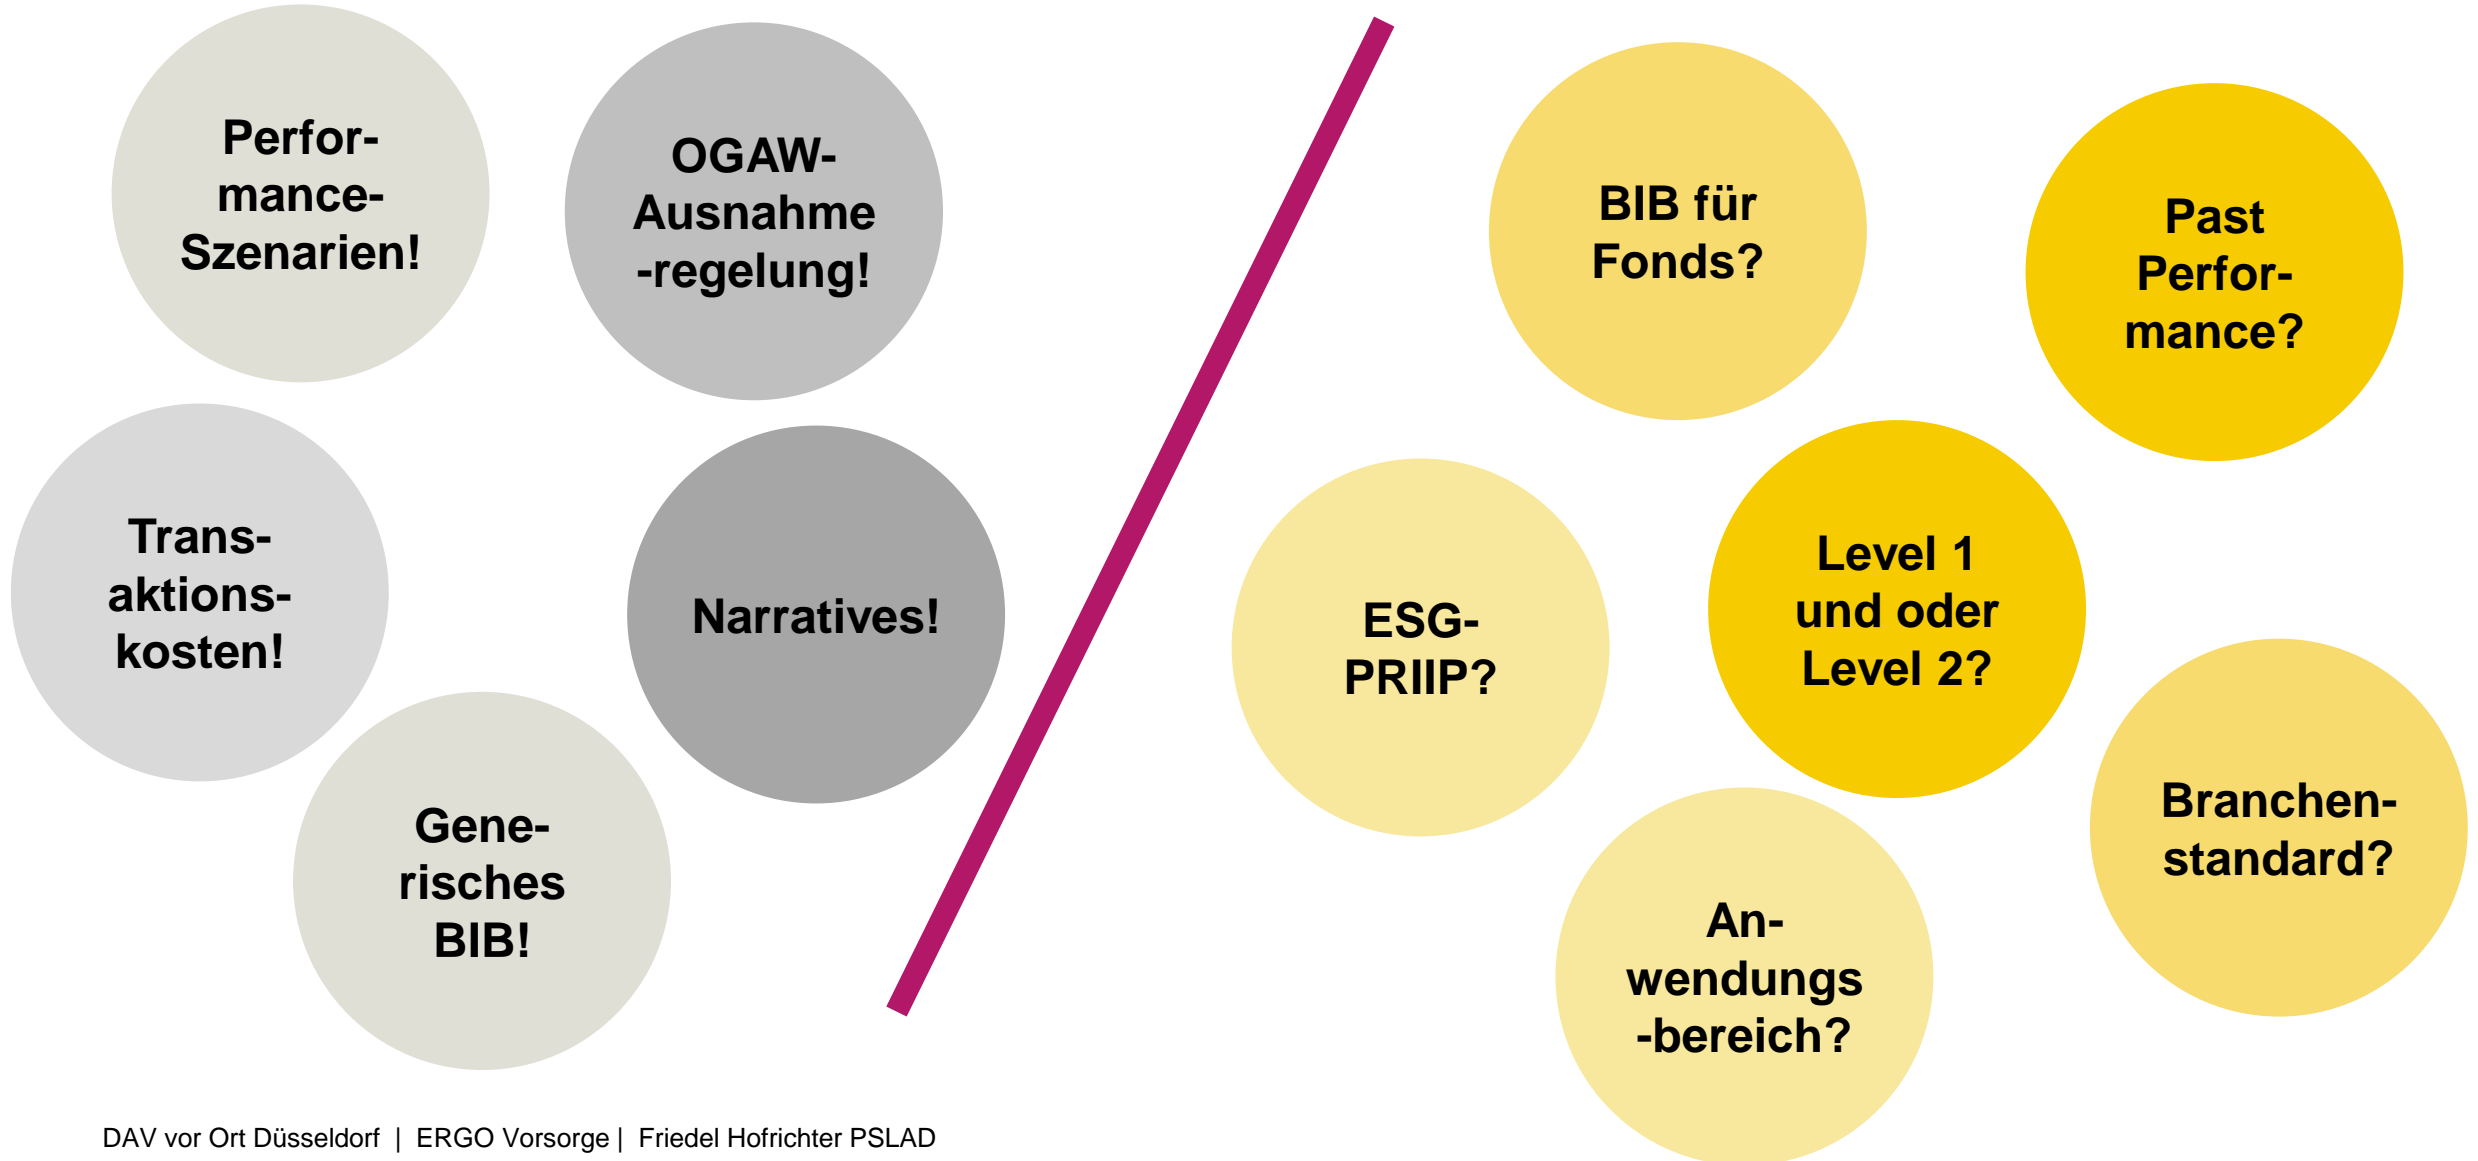 Perfor-
mance-
Szenarien!
OGAW-
Ausnahme
-regelung!
Trans-
aktions-
kosten!
Narratives!
Gene-
risches
BIB!
BIB für
Fonds?
Past
Perfor-
mance?
ESG-
PRIIP?
Level 1
und oder
Level 2?
Branchen-
standard?
An-
wendungs
-bereich?
DAV vor Ort Düsseldorf | ERGO Vorsorge | Friedel Hofrichter PSLAD